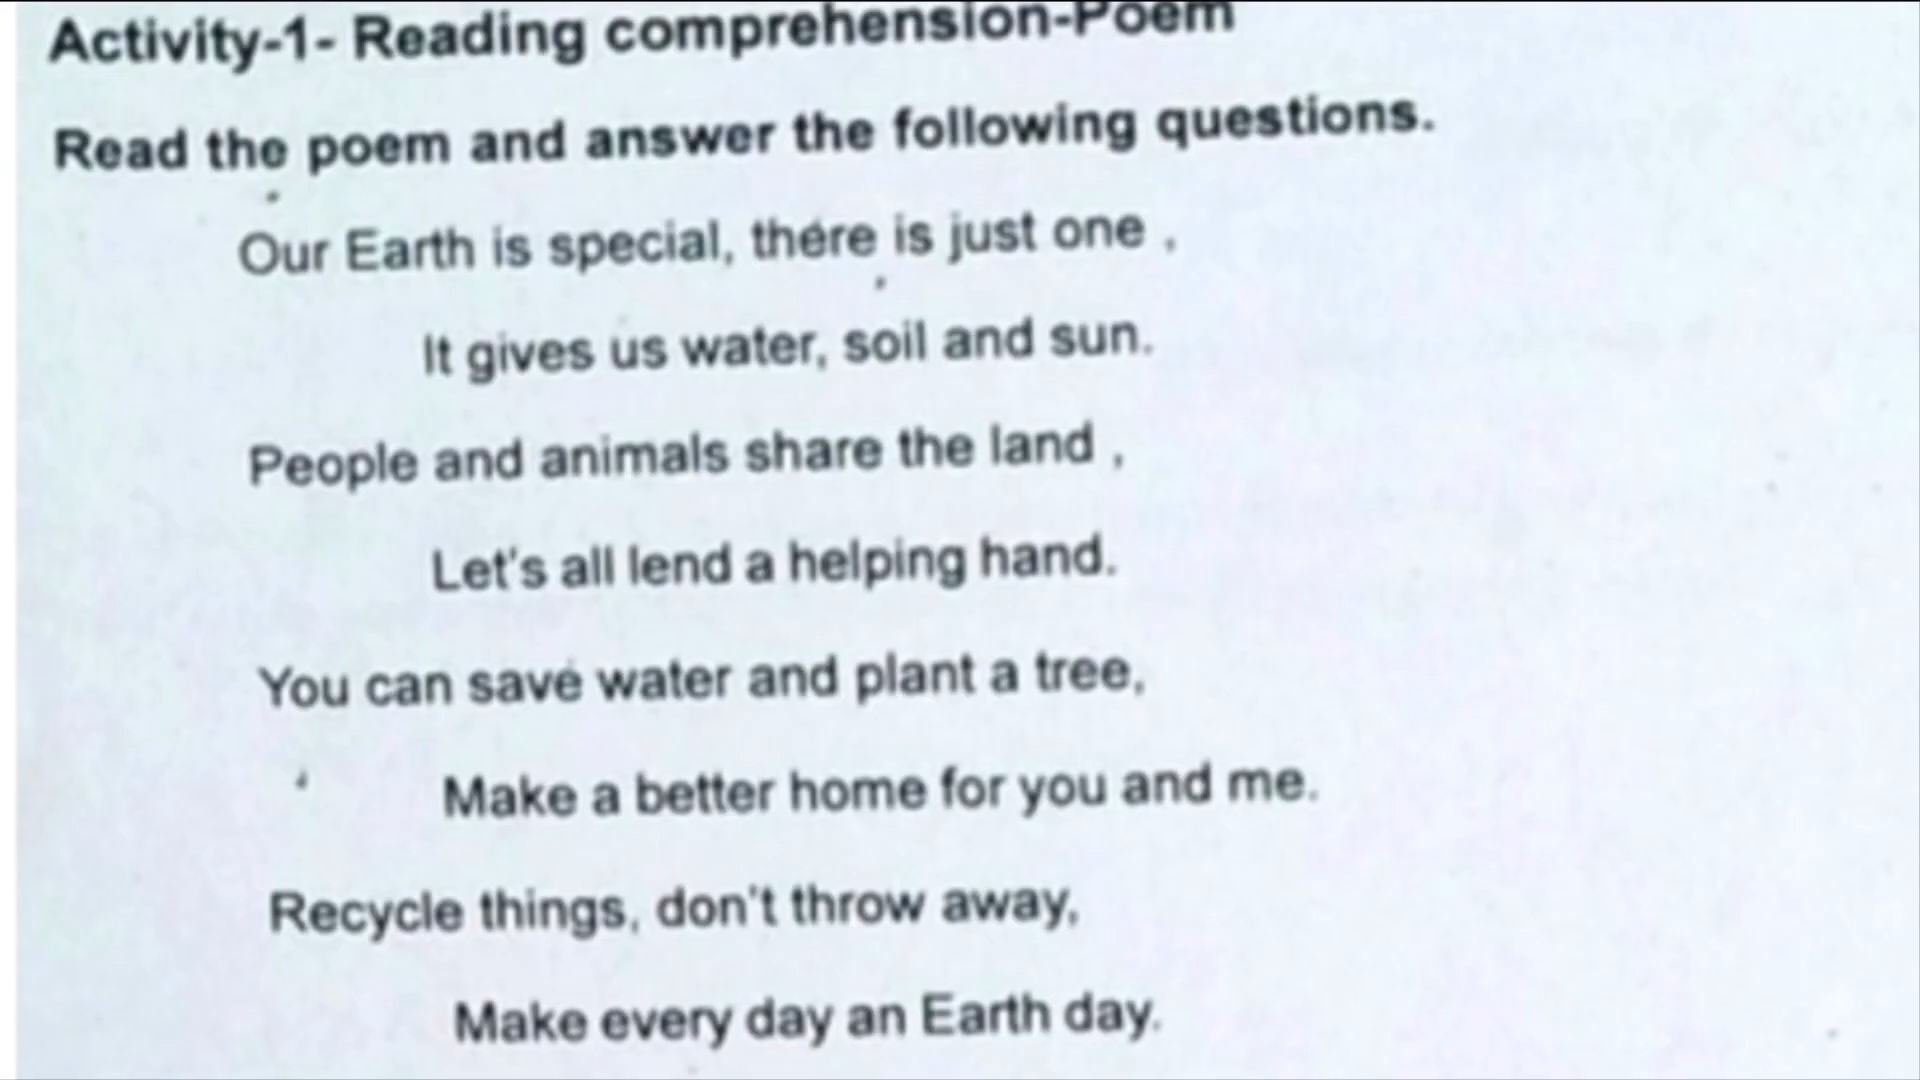 Activity-1- Reading comprehension-Poem
Read the poem and answer the following questions.
Our Earth is special, there is just one ,
It gives us water, soil and sun.
People and animals share the land ,
Let's all lend a helping hand.
You can save water and plant a tree,
Make a better home for you and me.
Recycle things, don't throw away,
Make every day an Earth day.